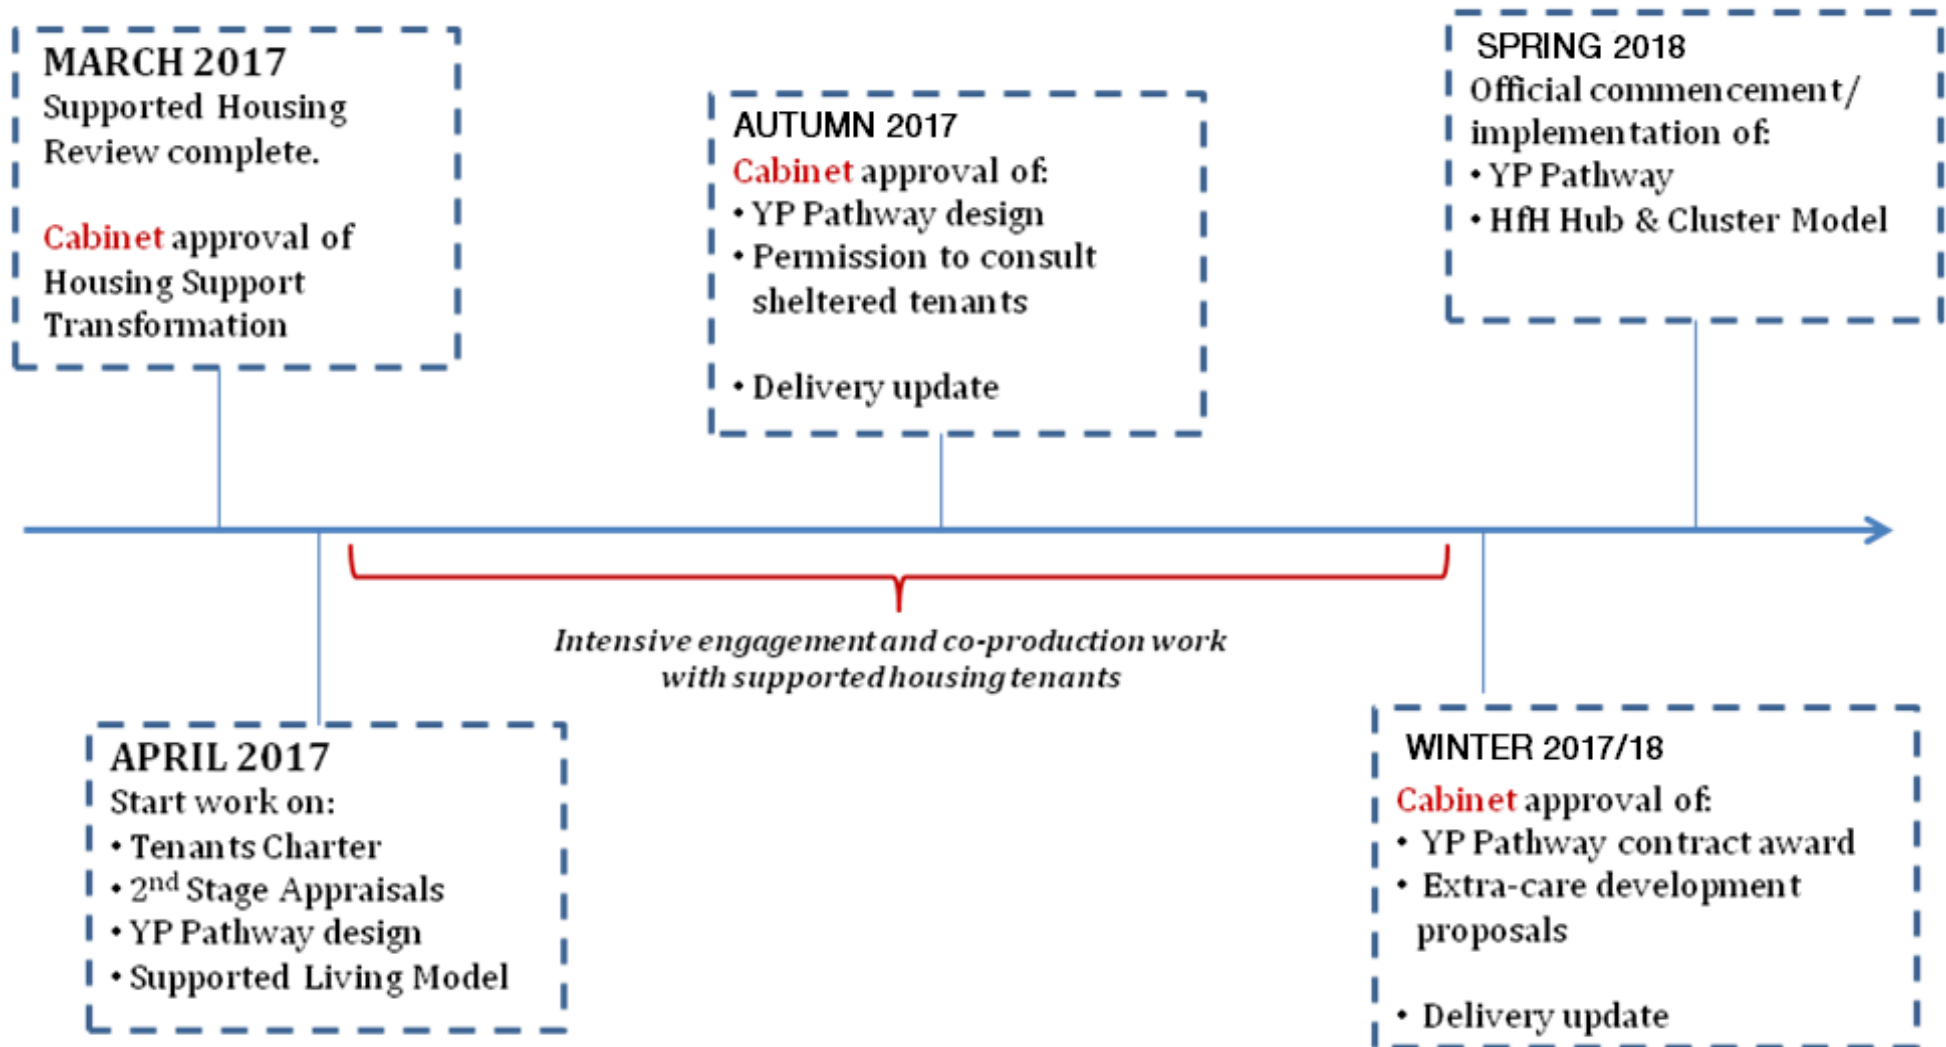 MARCH 2017
Supported Housing
Review complete.
Cabinet approval of
Housing Support
Transformation
AUTUMN 2017
Cabinet approval of:
• YP Pathway design
• Permission to consult
sheltered tenants
• Delivery update
SPRING 2018
Official commencement/
implementation of:
• YP Pathway
• HfH Hub & Cluster Model
Intensive engagement and co-production work
with supported housing tenants
APRIL 2017
Start work on:
• Tenants Charter
• 2nd Stage Appraisals
• YP Pathway design
• Supported Living Model
WINTER 2017/18
Cabinet approval of:
• YP Pathway contract award
• Extra-care development
proposals
• Delivery update